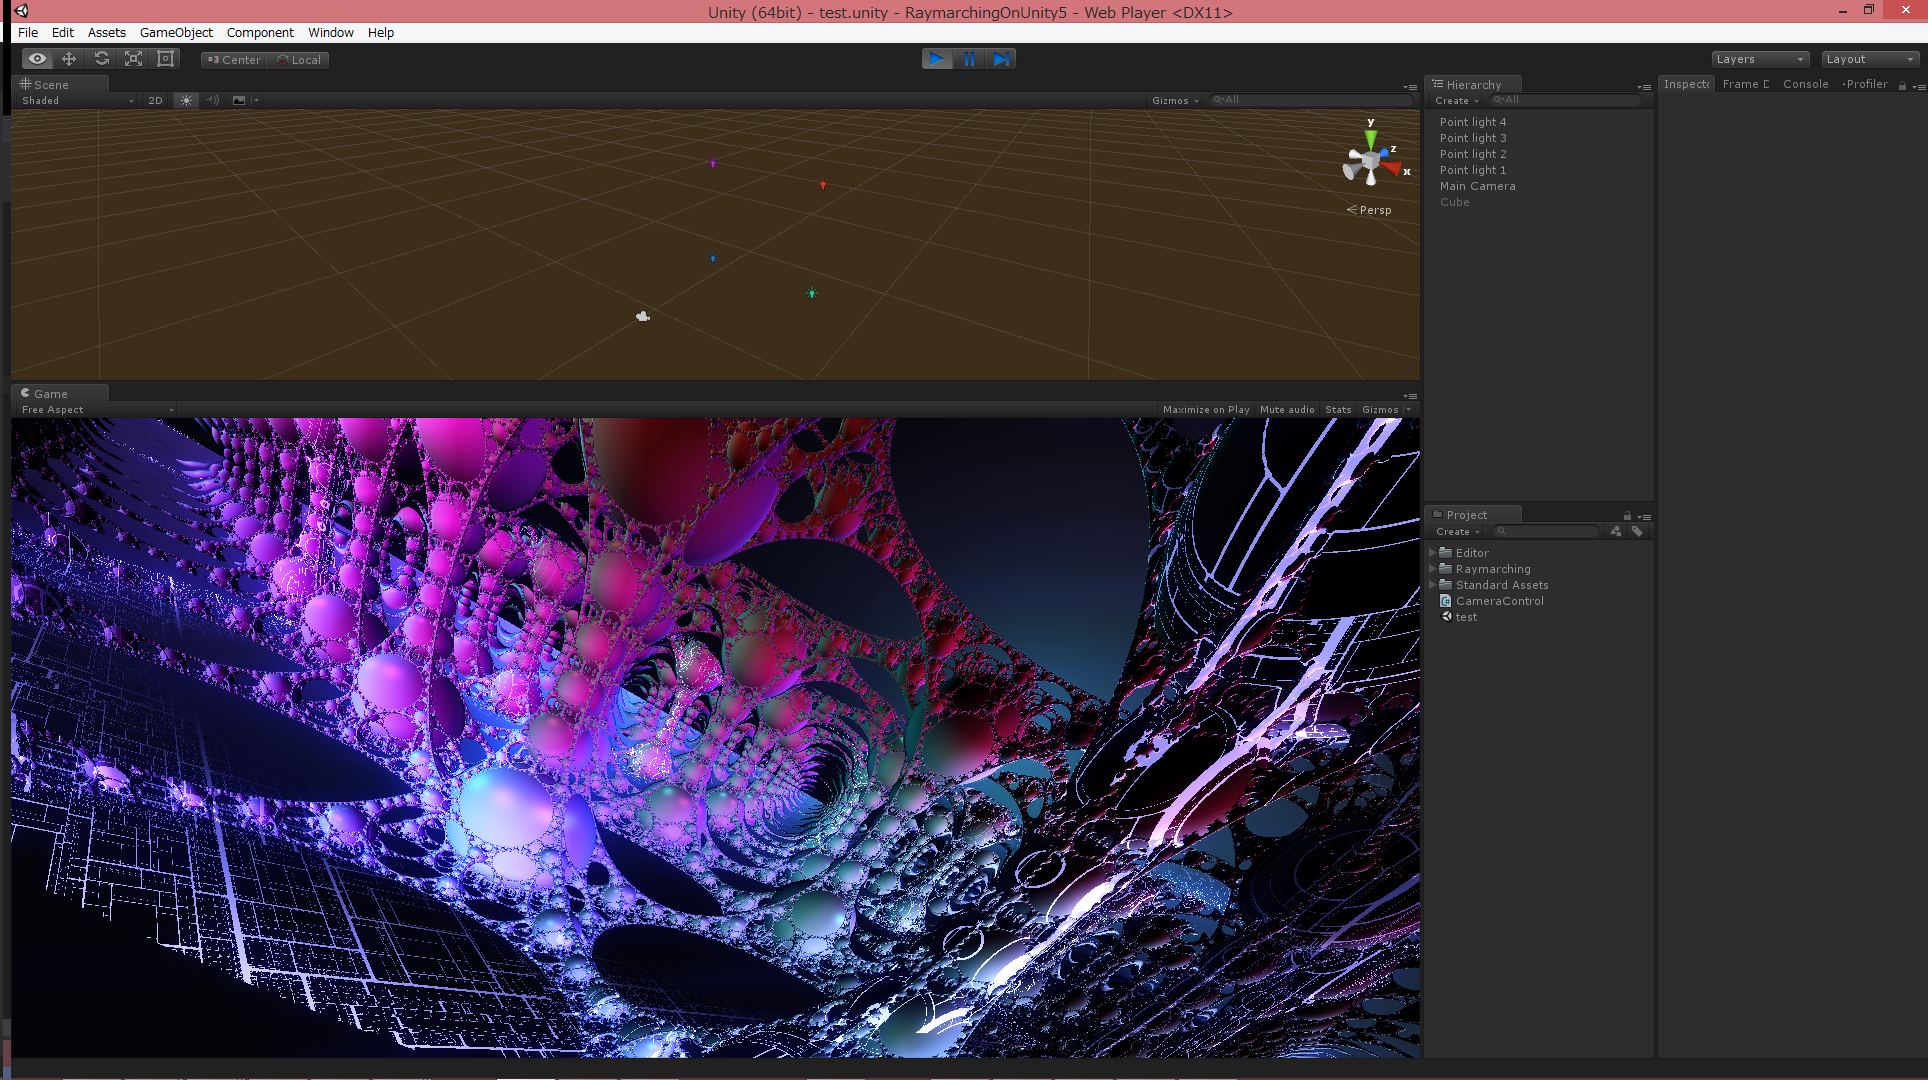 Unity (64bit) - test.unity - RaymarchingOnUnity5 - Web Player <DX11>
File Edit Assets GameObject Component Window Help
Center Local
Layers Layout
Scene
Shaded 2D Gizmos All
y
z
x
Persp
Hierarchy
Create All
Point light 4
Point light 3
Point light 2
Point light 1
Main Camera
Cube
Inspecto Frame D Console Profiler
Game
Free Aspect Maximize on Play Mute audio Stats Gizmos
Project
Create
Editor
Raymarching
Standard Assets
CameraControl
test